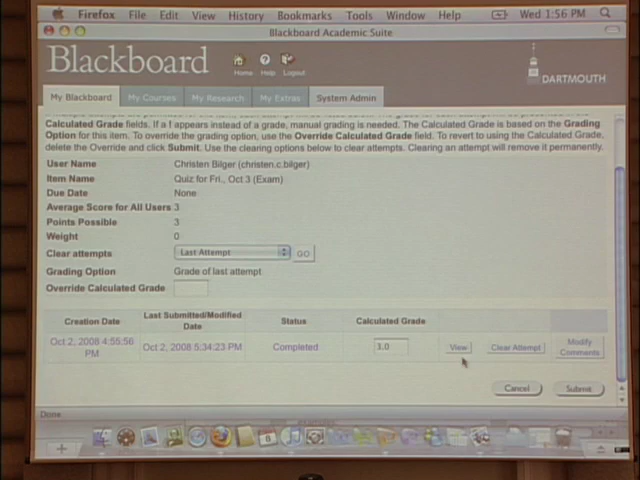 Firefox File Edit View History Bookmarks Tools Window Help Wed 1:56 PM
Blackboard Academic Suite
Blackboard
Home Help Logout
DARTMOUTH
My Blackboard My Courses My Research My Extras System Admin
Calculated Grade fields. If a ! appears instead of a grade, manual grading is needed. The Calculated Grade is based on the Grading
Option for this item. To override the grading option, use the Override Calculated Grade field. To revert to using the Calculated Grade,
delete the Override and click Submit. Use the clearing options below to clear attempts. Clearing an attempt will remove it permanently.
User Name Christen Bilger (christen.c.bilger)
Item Name Quiz for Fri., Oct 3 (Exam)
Due Date None
Average Score for All Users 3
Points Possible 3
Weight 0
Clear attempts Last Attempt GO
Grading Option Grade of last attempt
Override Calculated Grade
Creation Date Last Submitted/Modified Date Status Calculated Grade
Oct 2, 2008 4:55:56 PM Oct 2, 2008 5:34:23 PM Completed 3.0 View Clear Attempt Modify Comments
Cancel Submit
Done